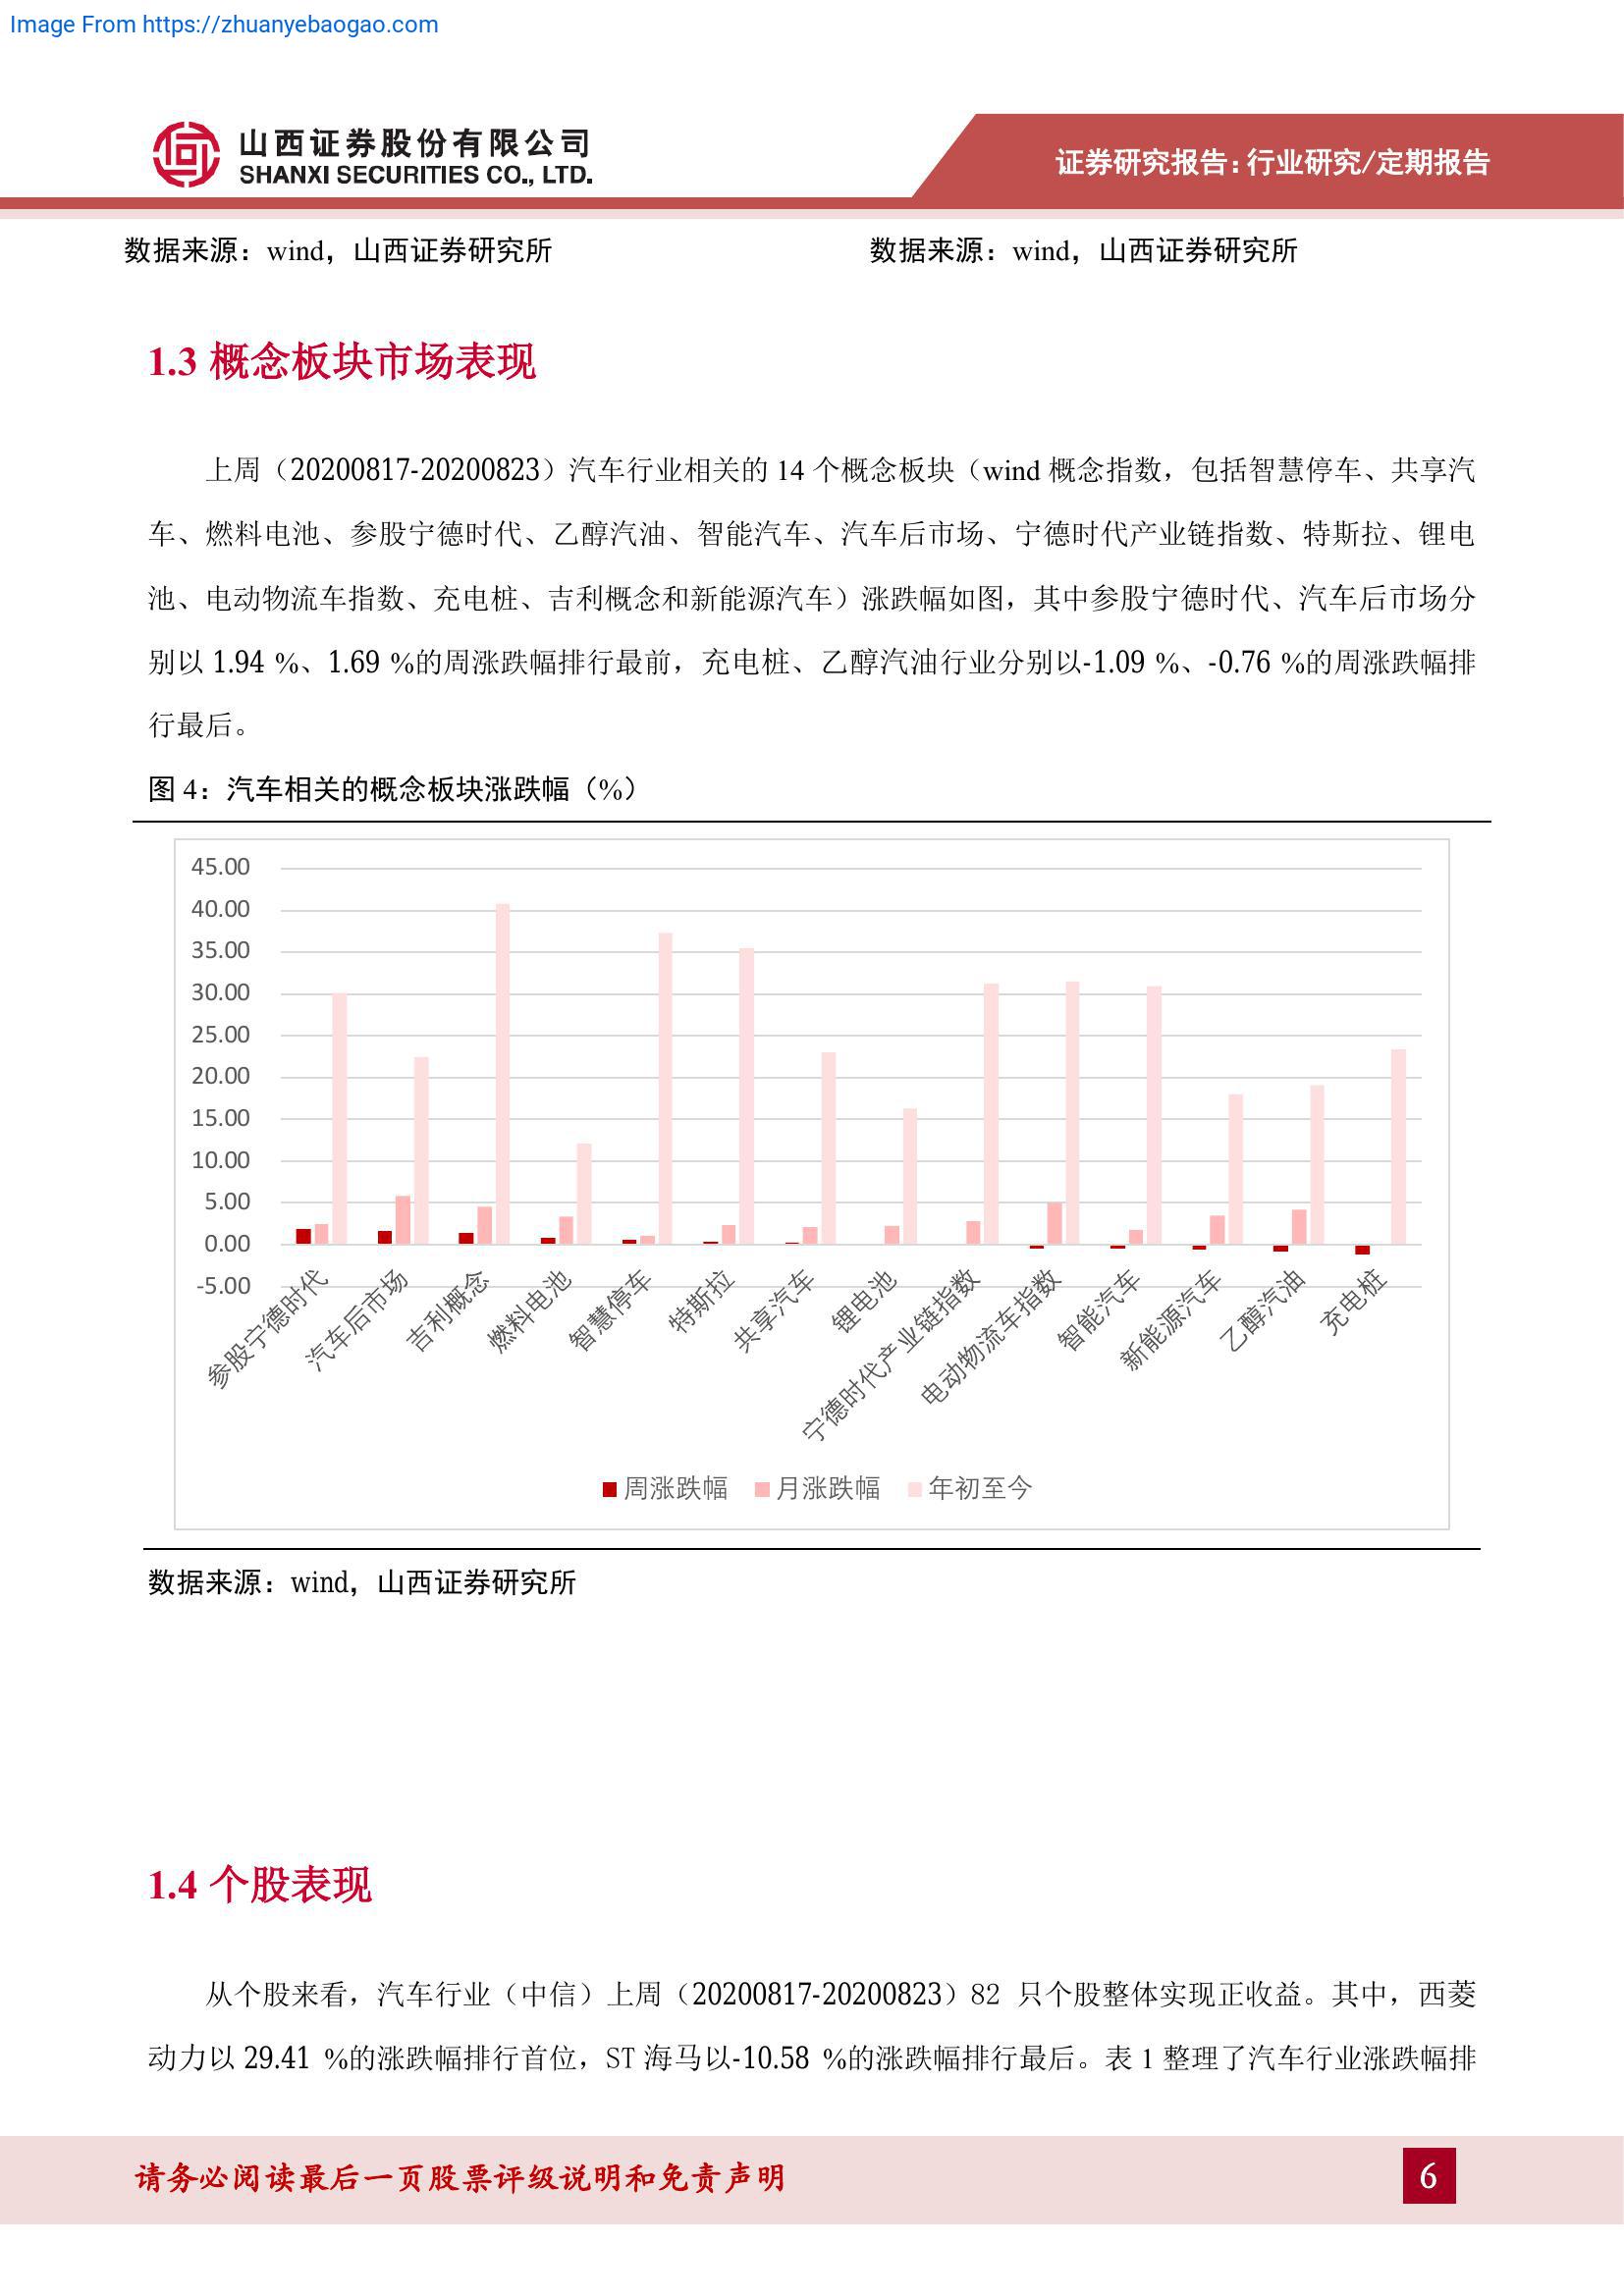 Image From https://zhuanyebaogao.com
山西证券股份有限公司
SHANXI SECURITIES CO., LTD.
证券研究报告:行业研究/定期报告
数据来源：wind，山西证券研究所
数据来源：wind，山西证券研究所
1.3 概念板块市场表现
上周（20200817-20200823）汽车行业相关的 14 个概念板块（wind 概念指数，包括智慧停车、共享汽
车、燃料电池、参股宁德时代、乙醇汽油、智能汽车、汽车后市场、宁德时代产业链指数、特斯拉、锂电
池、电动物流车指数、充电桩、吉利概念和新能源汽车）涨跌幅如图，其中参股宁德时代、汽车后市场分
别以 1.94 %、1.69 %的周涨跌幅排行最前，充电桩、乙醇汽油行业分别以-1.09 %、-0.76 %的周涨跌幅排
行最后。
图 4：汽车相关的概念板块涨跌幅（%）
45.00
40.00
35.00
30.00
25.00
20.00
15.00
10.00
5.00
0.00
-5.00
参股宁德时代
汽车后市场
吉利概念
燃料电池
智慧停车
特斯拉
共享汽车
锂电池
宁德时代产业链指数
电动物流车指数
智能汽车
新能源汽车
乙醇汽油
充电桩
周涨跌幅 月涨跌幅 年初至今
数据来源：wind，山西证券研究所
1.4 个股表现
从个股来看，汽车行业（中信）上周（20200817-20200823）82 只个股整体实现正收益。其中，西菱
动力以 29.41 %的涨跌幅排行首位，ST 海马以-10.58 %的涨跌幅排行最后。表 1 整理了汽车行业涨跌幅排
请务必阅读最后一页股票评级说明和免责声明
6